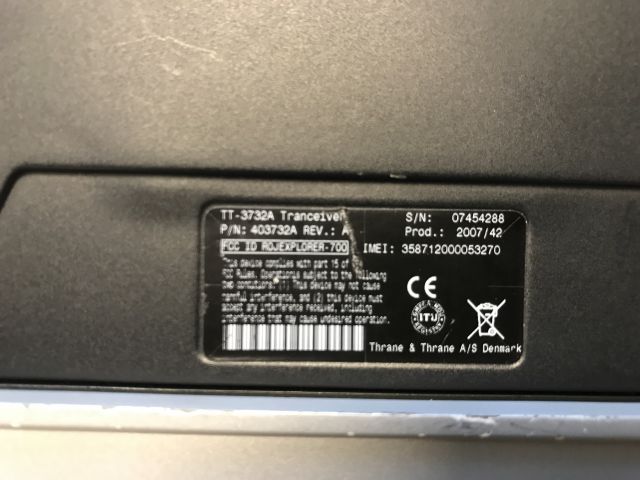 TT-3732A Tranceiver
P/N: 403732A REV.: A
FCC ID ROJEXPLORER-700
This device complies with part 15 of
FCC Rules. Operation is subject to the following
two conditions: (1) This device may not cause
harmful interference, and (2) this device must
accept any interference received, including
interference that may cause undesired operation.
S/N: 07454288
Prod.: 2007/42
IMEI: 358712000053270
CE
ITU
Thrane & Thrane A/S Denmark